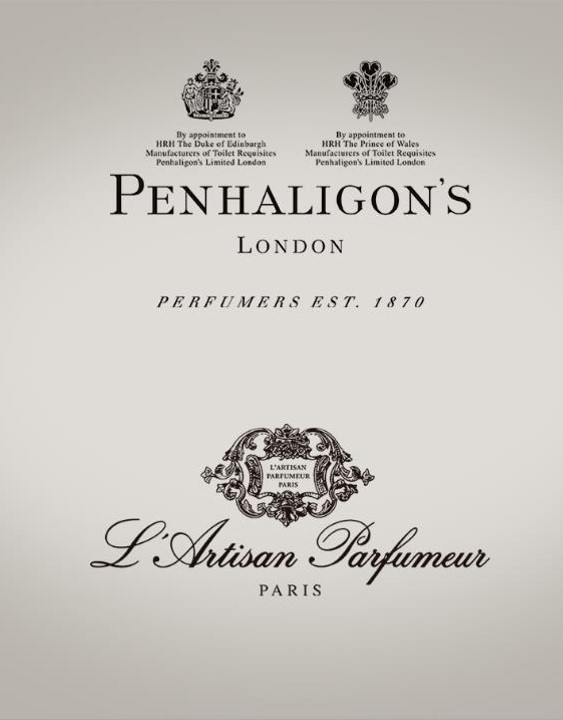 By appointment to
HRH The Duke of Edinburgh
Manufacturers of Toilet Requisites
Penhaligon's Limited London
By appointment to
HRH The Prince of Wales
Manufacturers of Toilet Requisites
Penhaligon's Limited London
PENHALIGON'S
LONDON
PERFUMERS EST. 1870
L'ARTISAN
PARFUMEUR
PARIS
L'Artisan Parfumeur
PARIS